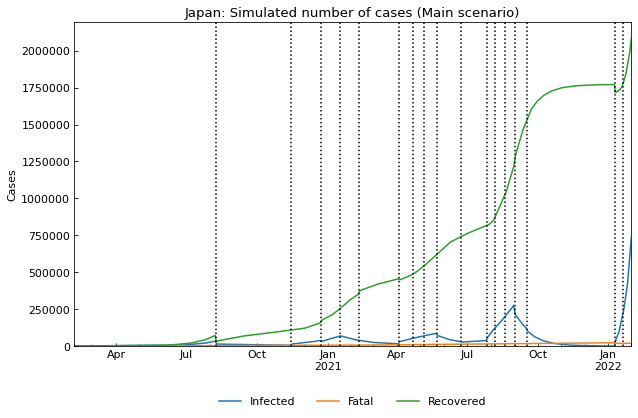 Japan: Simulated number of cases (Main scenario)
Cases
2000000
1750000
1500000
1250000
1000000
750000
500000
250000
0
Apr Jul Oct Jan Apr Jul Oct Jan
2021 2022
Infected Fatal Recovered